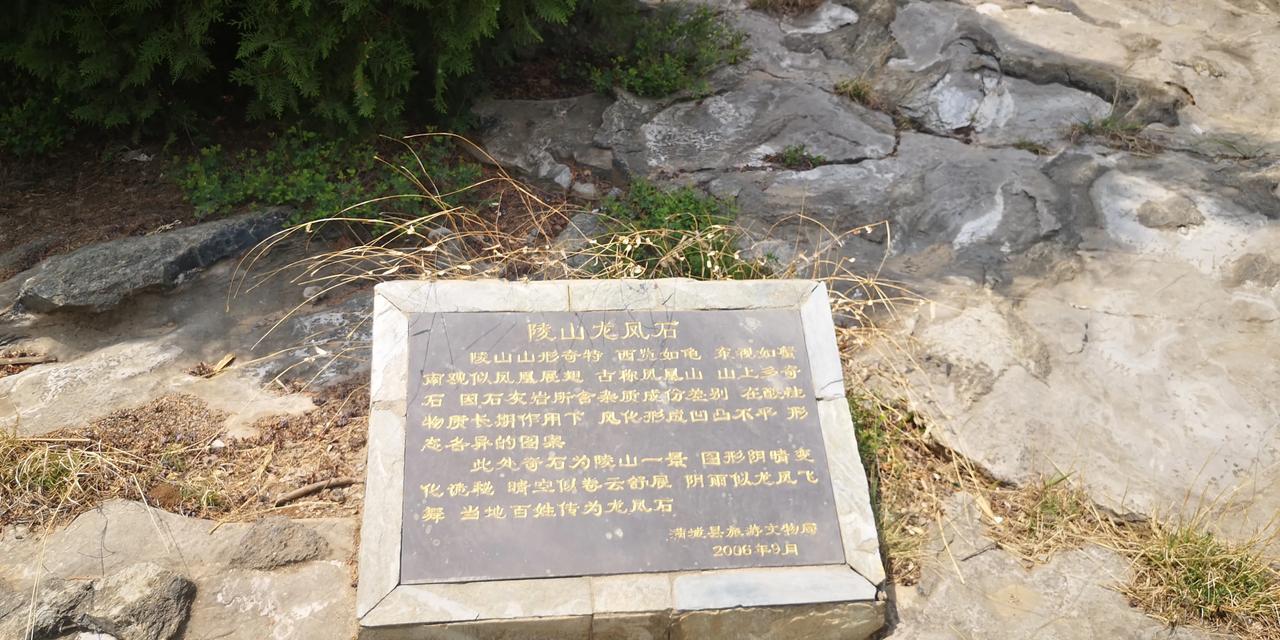 陵山龙凤石
陵山山形奇特 西览如龟 东视如鳖
南观似凤凰展翅 古称凤凰山 山上多奇
石 因石灰岩所含杂质成份差别 在酸性
物质长期作用下 风化形成凹凸不平 形
态各异的图案
此处奇石为陵山一景 图形阴晴变
化诡秘 晴空似卷云舒展 阴雨似龙凤飞
舞 当地百姓传为龙凤石
蒲城县旅游文物局
2006年9月